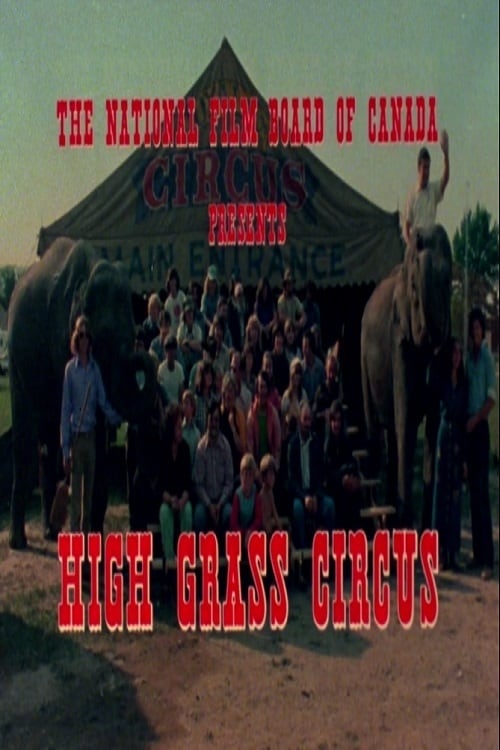 THE NATIONAL FILM BOARD OF CANADA
CIRCUS
PRESENTS
MAIN ENTRANCE
HIGH GRASS CIRCUS